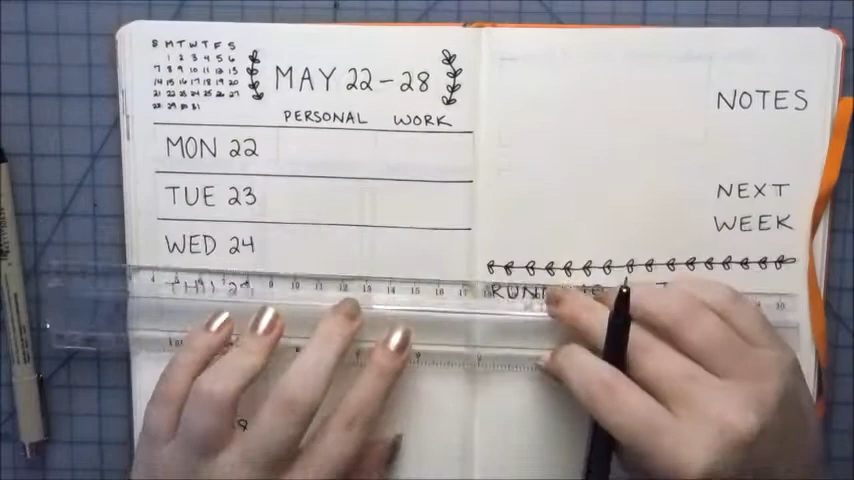 S M T W T F S
1 2 3 4 5 6
7 8 9 10 11 12 13
14 15 16 17 18 19 20
21 22 23 24 25 26 27
28 29 30 31
MAY 22-28
PERSONAL WORK
MON 22
TUE 23
WED 24
NOTES
NEXT
WEEK